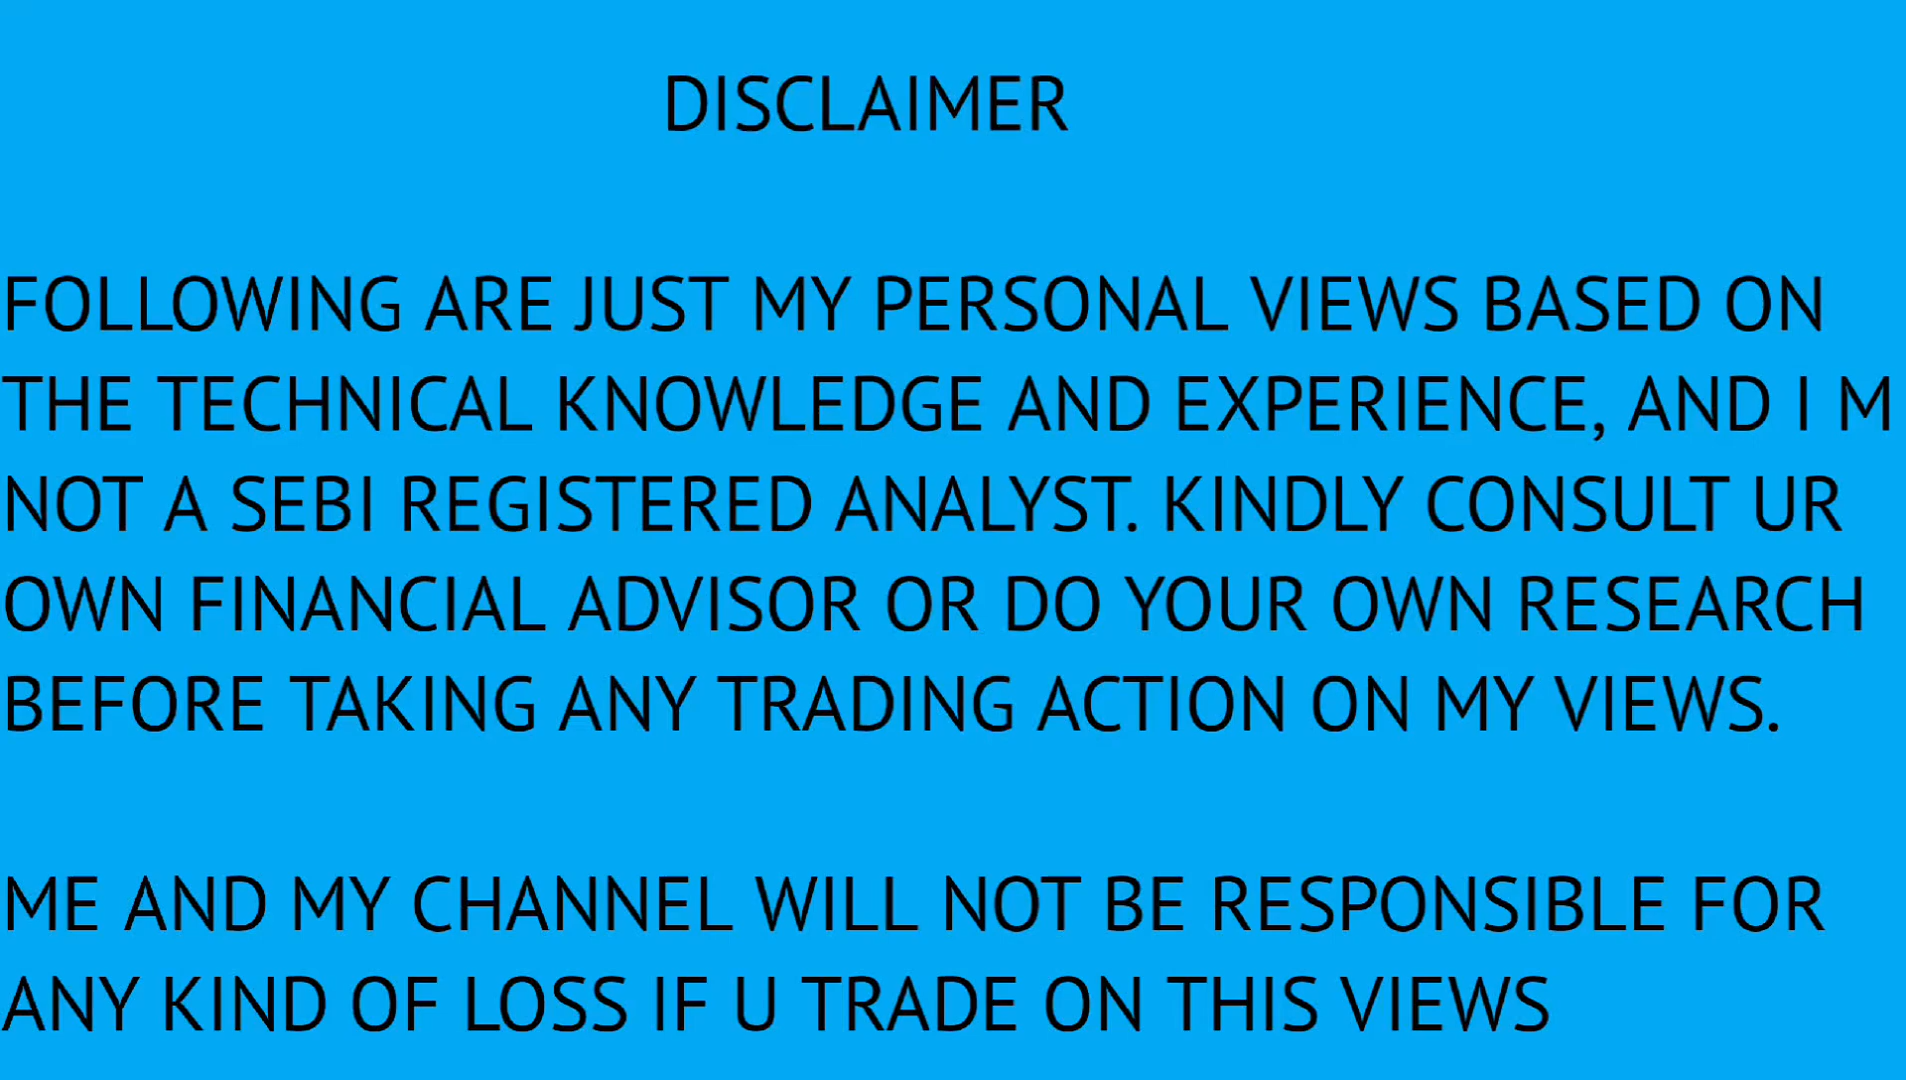 DISCLAIMER
FOLLOWING ARE JUST MY PERSONAL VIEWS BASED ON
THE TECHNICAL KNOWLEDGE AND EXPERIENCE, AND I M
NOT A SEBI REGISTERED ANALYST. KINDLY CONSULT UR
OWN FINANCIAL ADVISOR OR DO YOUR OWN RESEARCH
BEFORE TAKING ANY TRADING ACTION ON MY VIEWS.
ME AND MY CHANNEL WILL NOT BE RESPONSIBLE FOR
ANY KIND OF LOSS IF U TRADE ON THIS VIEWS